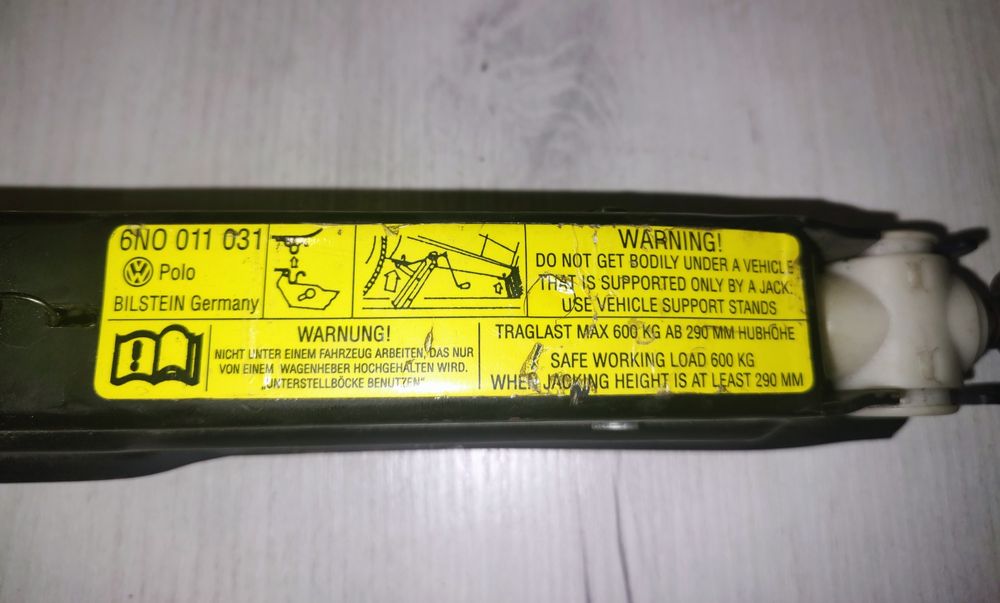 6N0 011 031
VW Polo
BILSTEIN Germany
WARNING!
DO NOT GET BODILY UNDER A VEHICLE
THAT IS SUPPORTED ONLY BY A JACK.
USE VEHICLE SUPPORT STANDS
WARNUNG!
NICHT UNTER EINEM FAHRZEUG ARBEITEN, DAS NUR
VON EINEM WAGENHEBER HOCHGEHALTEN WIRD.
„UNTERSTELLBÖCKE BENUTZEN"
TRAGLAST MAX 600 KG AB 290 MM HUBHÖHE
SAFE WORKING LOAD 600 KG
WHEN JACKING HEIGHT IS AT LEAST 290 MM